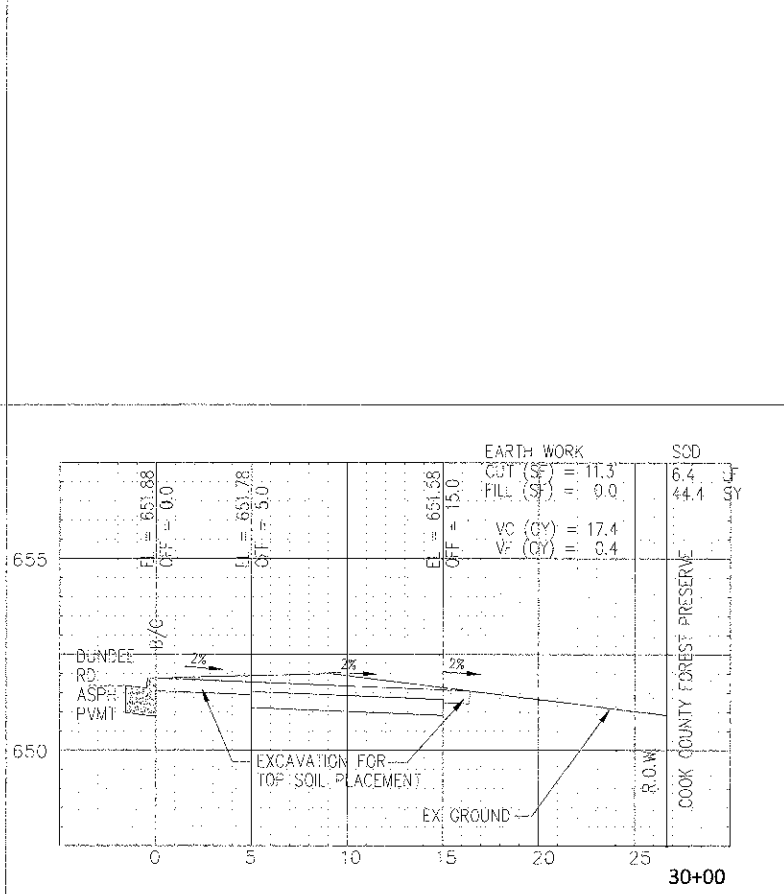 EARTH WORK
CUT (SF) = 11.3
FILL (SF) = 0.0
VC (CY) = 17.4
VF (CY) = 0.4
SOD
6.4 LF
44.4 SY
EL = 651.88
OFF = 0.0
EL = 651.78
OFF = 5.0
EL = 651.58
OFF = 15.0
655
B/C
DUNDEE
RD
ASPH
PVMT
2%
2%
2%
650
EXCAVATION FOR
TOP SOIL PLACEMENT
EX GROUND
R.O.W.
COOK COUNTY FOREST PRESERVE
0 5 10 15 20 25
30+00